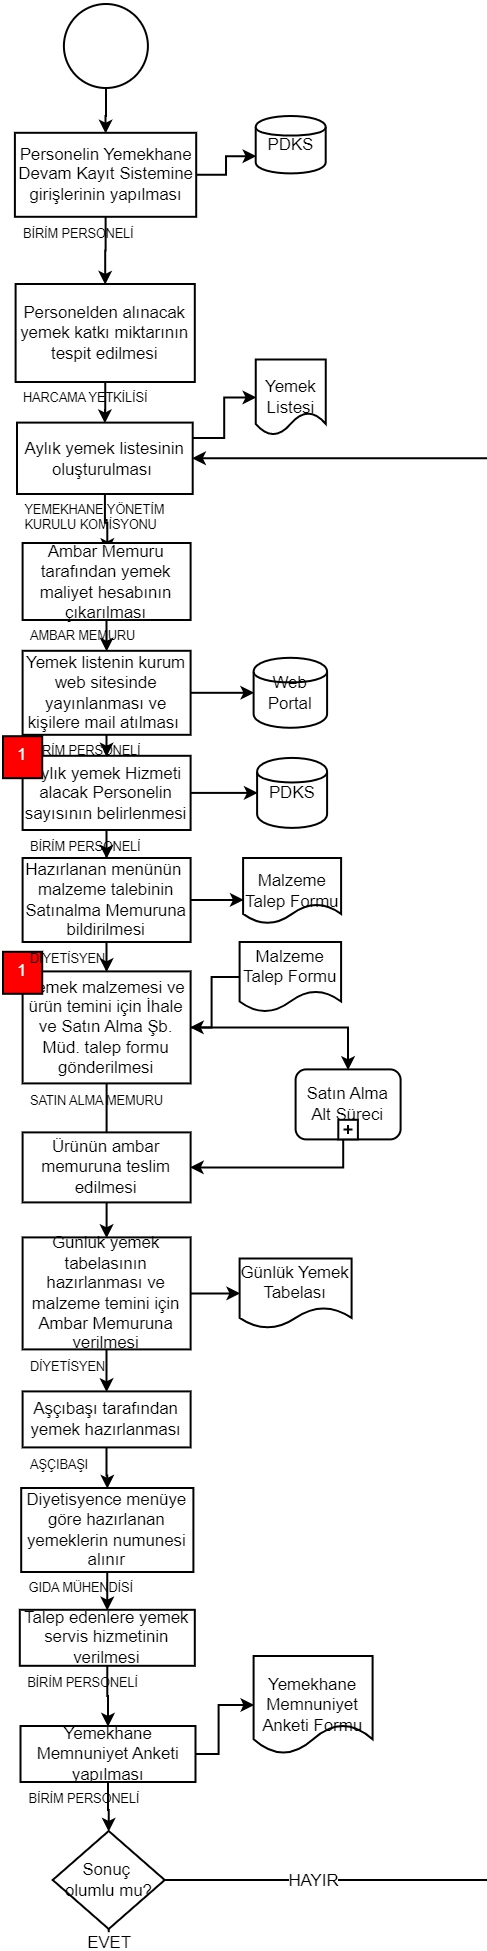 Personelin Yemekhane
Devam Kayıt Sistemine
girişlerinin yapılması
PDKS
BİRİM PERSONELİ
Personelden alınacak
yemek katkı miktarının
tespit edilmesi
HARCAMA YETKİLİSİ
Yemek
Listesi
Aylık yemek listesinin
oluşturulması
YEMEKHANE YÖNETİM
KURULU KOMİSYONU
Ambar Memuru
tarafından yemek
maliyet hesabının
çıkarılması
AMBAR MEMURU
Yemek listenin kurum
web sitesinde
yayınlanması ve
kişilere mail atılması
Web
Portal
1
RİM PERSONELİ
ylık yemek Hizmeti
alacak Personelin
sayısının belirlenmesi
PDKS
BİRİM PERSONELİ
Hazırlanan menünün
malzeme talebinin
Satınalma Memuruna
bildirilmesi
Malzeme
Talep Formu
DİYETİSYEN
1
emek malzemesi ve
ürün temini için İhale
ve Satın Alma Şb.
Müd. talep formu
gönderilmesi
Malzeme
Talep Formu
SATIN ALMA MEMURU
Satın Alma
Alt Süreci
Ürünün ambar
memuruna teslim
edilmesi
Günlük yemek
tabelasının
hazırlanması ve
malzeme temini için
Ambar Memuruna
verilmesi
Günlük Yemek
Tabelası
DİYETİSYEN
Aşçıbaşı tarafından
yemek hazırlanması
AŞÇIBAŞI
Diyetisyence menüye
göre hazırlanan
yemeklerin numunesi
alınır
GIDA MÜHENDİSİ
Talep edenlere yemek
servis hizmetinin
verilmesi
BİRİM PERSONELİ
Yemekhane
Memnuniyet
Anketi Formu
Yemekhane
Memnuniyet Anketi
yapılması
BİRİM PERSONELİ
Sonuç
olumlu mu?
HAYIR
EVET